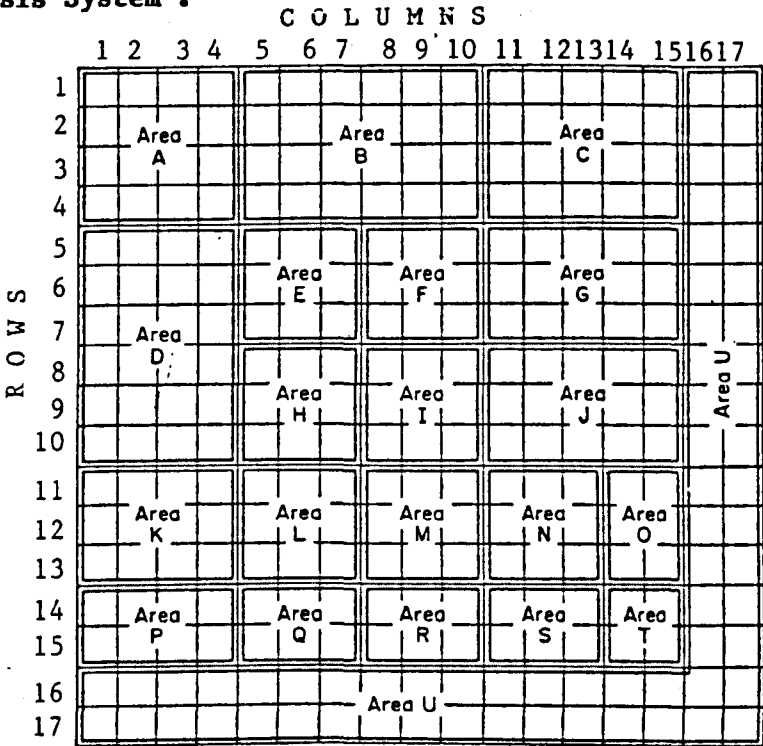 sis System .
C O L U M N S
1 2 3 4 5 6 7 8 9 10 11 12 13 14 15 16 17
1
2
Area Area Area
A B C
3
4
5
6
Area Area Area
E F G
7
Area
D
8
9
Area Area Area
H I J
10
Area U
R O W S
11
12
Area Area Area Area Area
K L M N O
13
14
Area Area Area Area Area
P Q R S T
15
16
Area U
17